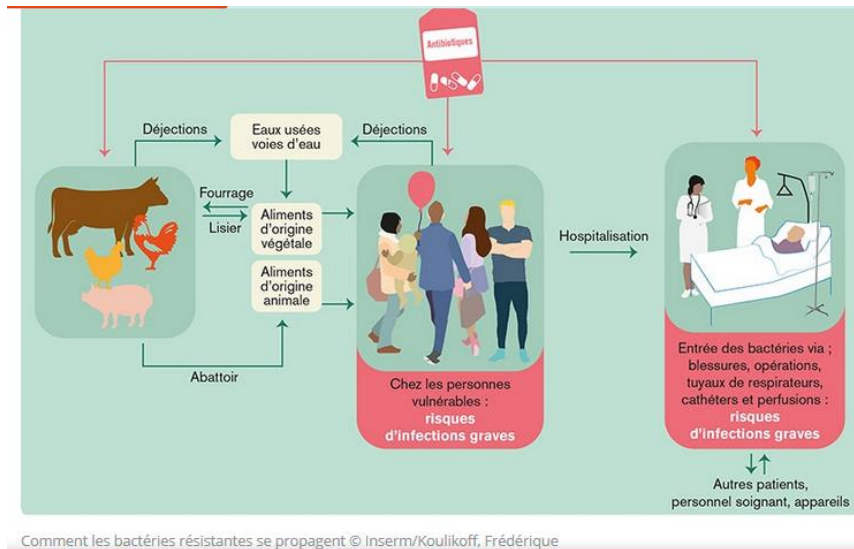 Antibiotiques
Déjections
Eaux usées
voies d'eau
Déjections
Fourrage
Lisier
Aliments
d'origine
végétale
Aliments
d'origine
animale
Abattoir
Hospitalisation
Chez les personnes
vulnérables :
risques
d'infections graves
Entrée des bactéries via ;
blessures, opérations,
tuyaux de respirateurs,
cathéters et perfusions :
risques
d'infections graves
Autres patients,
personnel soignant, appareils
Comment les bactéries résistantes se propagent © Inserm/Koulikoff, Frédérique